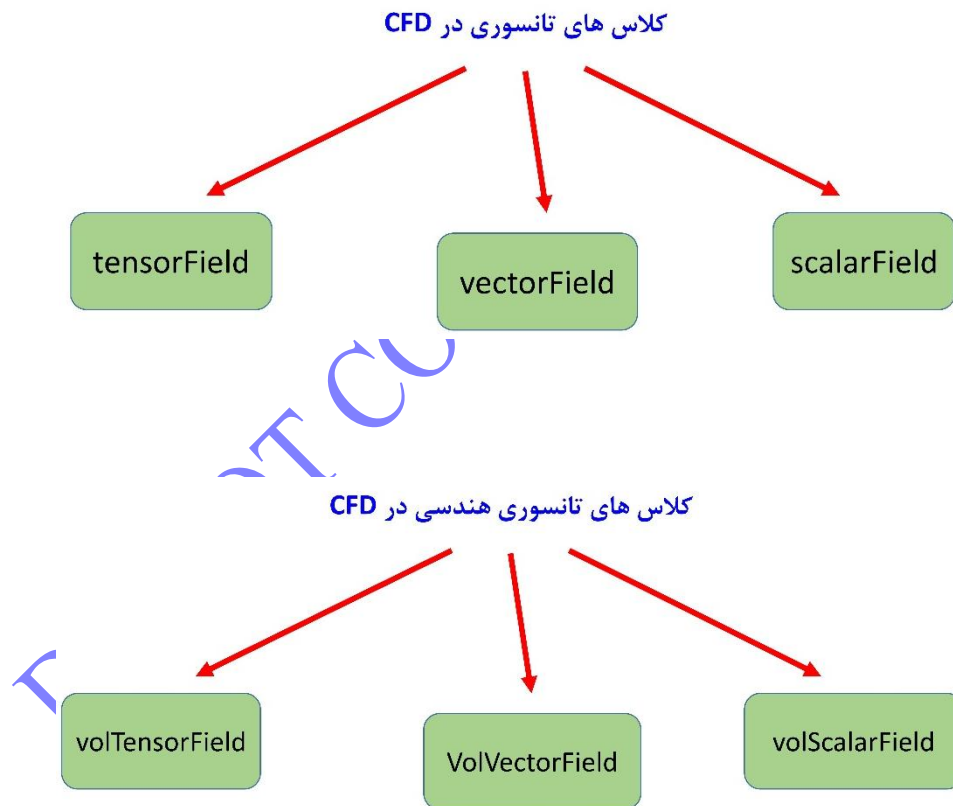 کلاس های تانسوری در CFD
tensorField
vectorField
scalarField
کلاس های تانسوری هندسی در CFD
volTensorField
VolVectorField
volScalarField